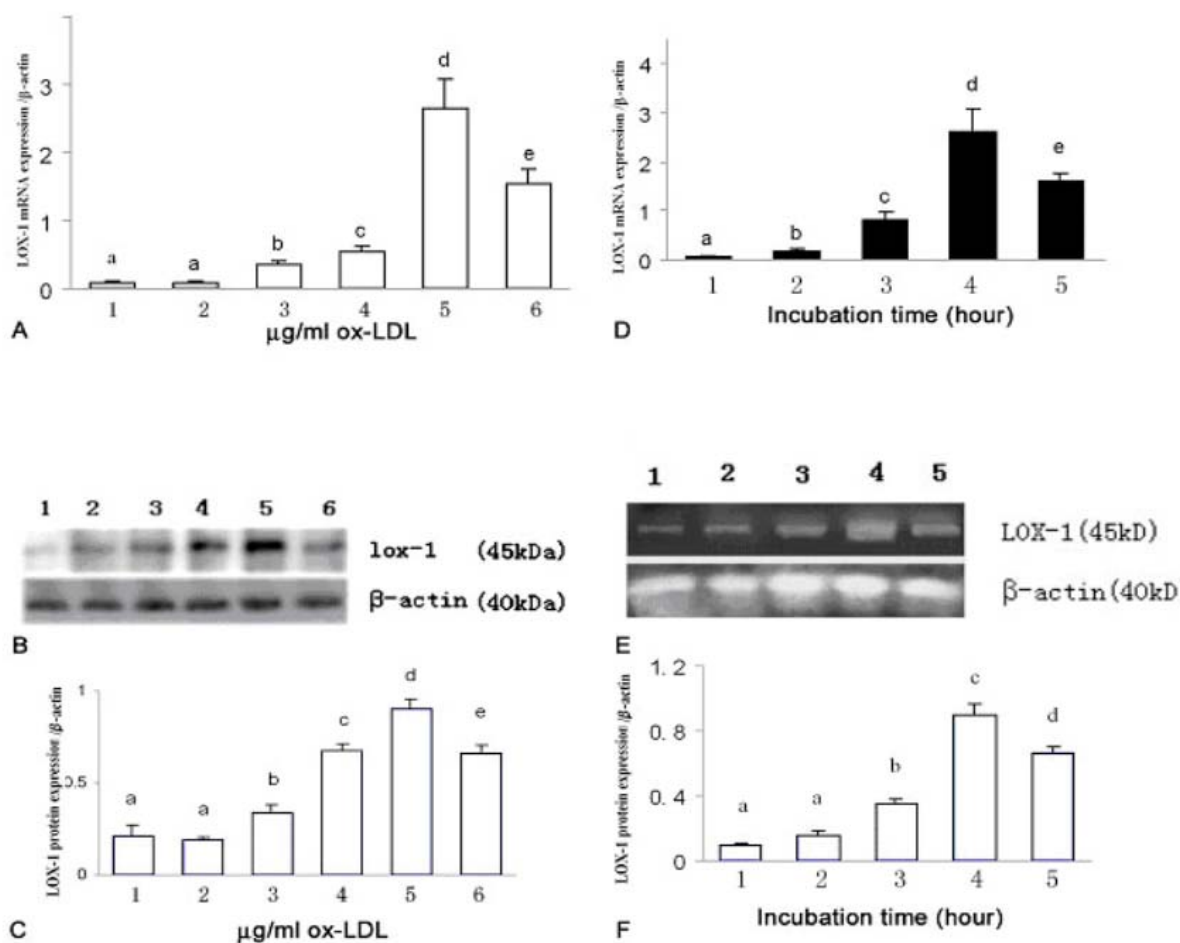 LOX-1 mRNA expression /β-actin
3
2
1
0
a
a
b
c
d
e
1 2 3 4 5 6
μg/ml ox-LDL
A
LOX-1 mRNA expression /β-actin
4
3
2
1
0
a
b
c
d
e
1 2 3 4 5
Incubation time (hour)
D
1 2 3 4 5 6
lox-1 (45kDa)
β-actin (40kDa)
B
1 2 3 4 5
LOX-1(45kD)
β-actin(40kD
E
LOX-1 protein expression /β-actin
1
0.5
0
a
a
b
c
d
e
1 2 3 4 5 6
μg/ml ox-LDL
C
LOX-1 protein expression /β-actin
1.2
0.8
0.4
0
a
a
b
c
d
1 2 3 4 5
Incubation time (hour)
F